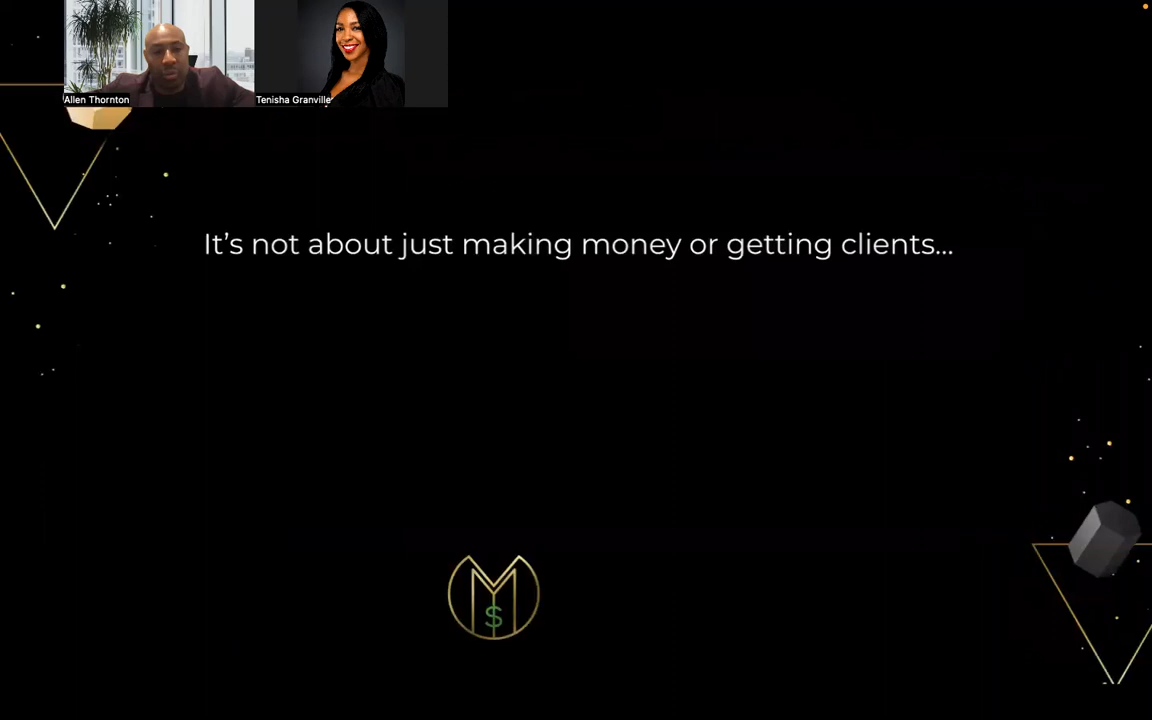 Allen Thornton
Tenisha Granville
It’s not about just making money or getting clients...
M
$